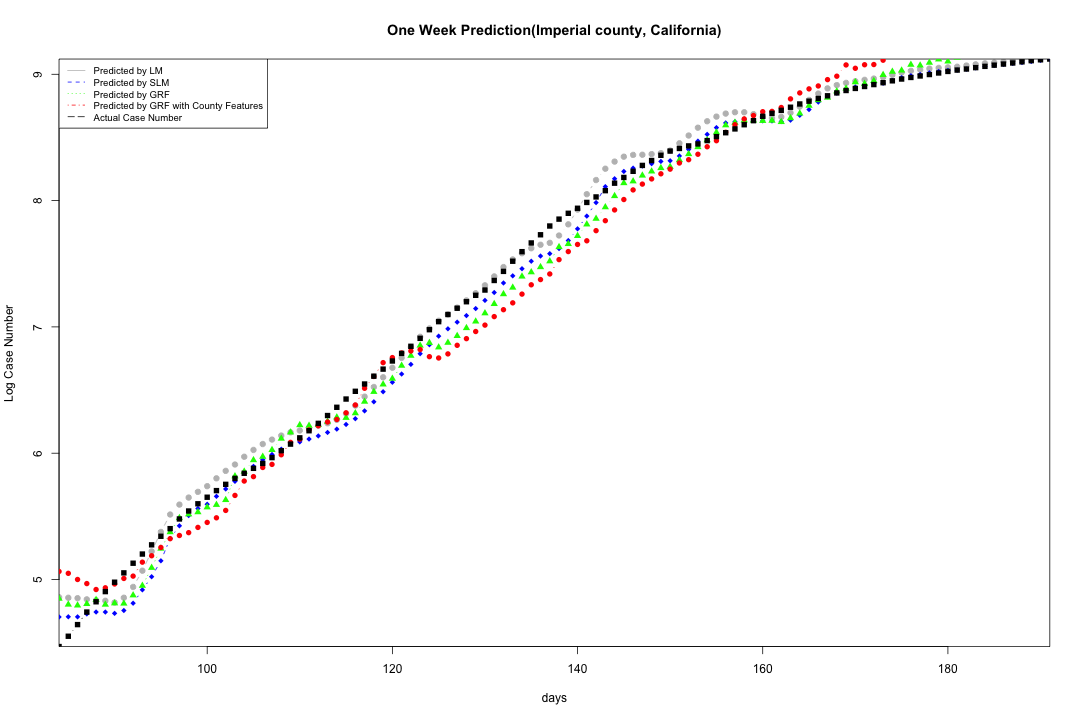 One Week Prediction(Imperial county, California)
Predicted by LM
Predicted by SLM
Predicted by GRF
Predicted by GRF with County Features
Actual Case Number
9
8
7
6
5
Log Case Number
100 120 140 160 180
days